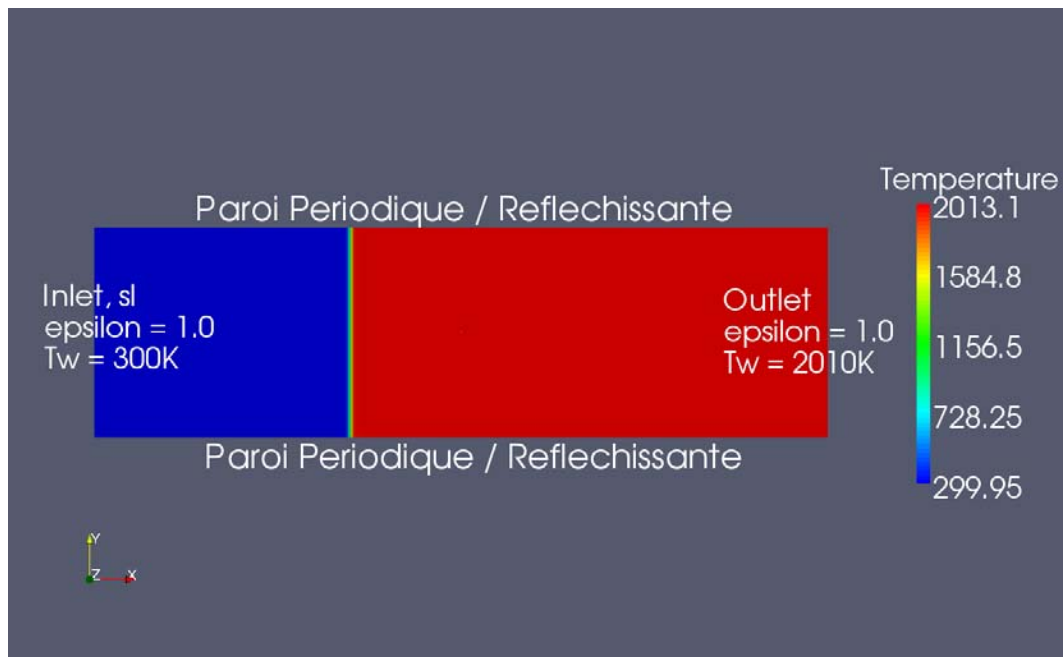 Paroi Periodique / Reflechissante
Inlet, sl
epsilon = 1.0
Tw = 300K
Outlet
epsilon = 1.0
Tw = 2010K
Paroi Periodique / Reflechissante
Temperature
2013.1
1584.8
1156.5
728.25
299.95
Y
Z
X